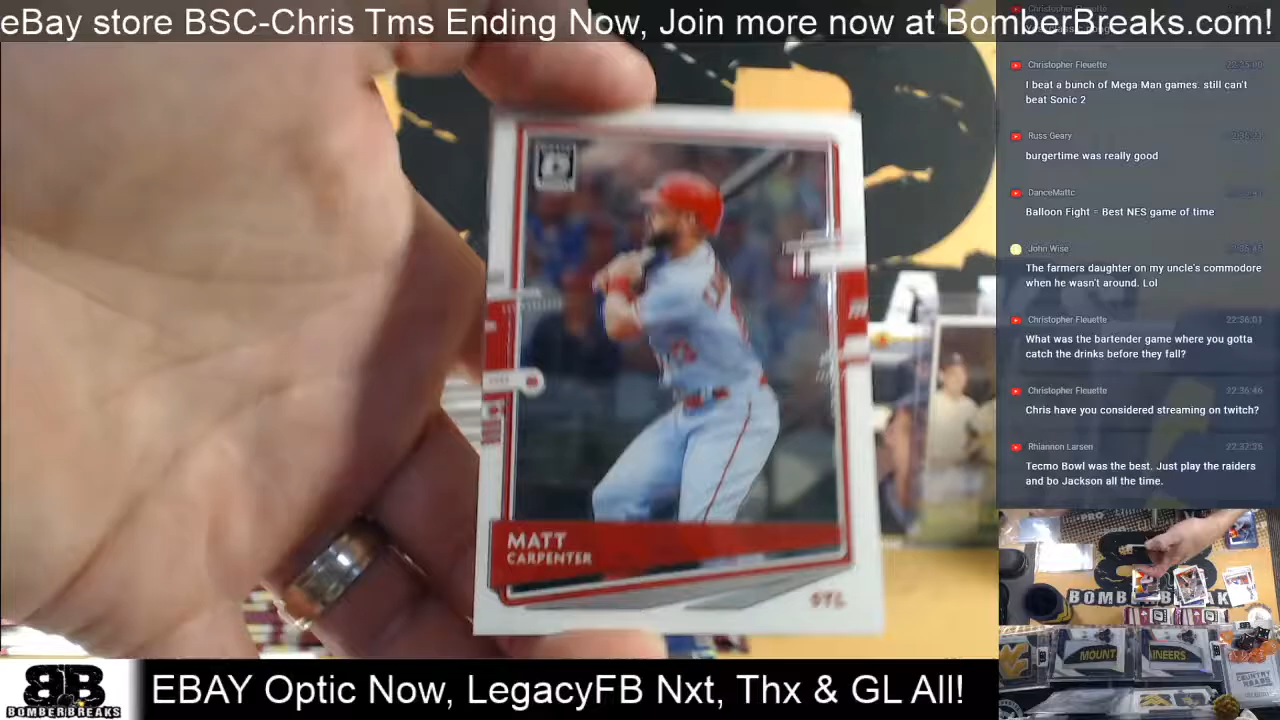 eBay store BSC-Chris Tms Ending Now, Join more now at BomberBreaks.com!
Christopher Fleuette
Christopher Fleuette
I beat a bunch of Mega Man games. still can't
beat Sonic 2
Russ Geary
burgertime was really good
DanceMattc
Balloon Fight = Best NES game of time
John Wise
The farmers daughter on my uncle's commodore
when he wasn't around. Lol
Christopher Fleuette 22:36:01
What was the bartender game where you gotta
catch the drinks before they fall?
Christopher Fleuette 22:36:46
Chris have you considered streaming on twitch?
Rhiannon Larsen 22:37:35
Tecmo Bowl was the best. Just play the raiders
and bo Jackson all the time.
MATT
CARPENTER
STL
BOMB
MOUNT
AINEERS
BB
BOMBERBREAKS
EBAY Optic Now, LegacyFB Nxt, Thx & GL All!